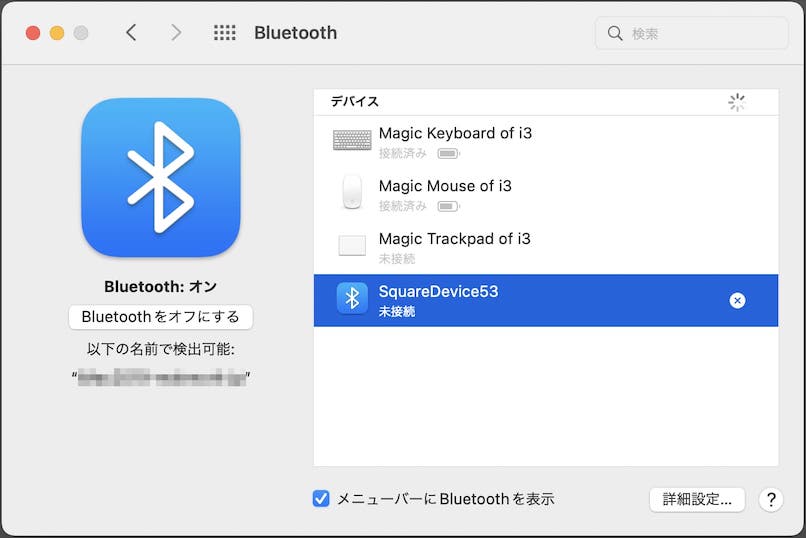 Bluetooth
検索
Bluetooth: オン
Bluetoothをオフにする
以下の名前で検出可能:
デバイス
Magic Keyboard of i3
接続済み
Magic Mouse of i3
接続済み
Magic Trackpad of i3
未接続
SquareDevice53
未接続
メニューバーにBluetoothを表示
詳細設定...
?